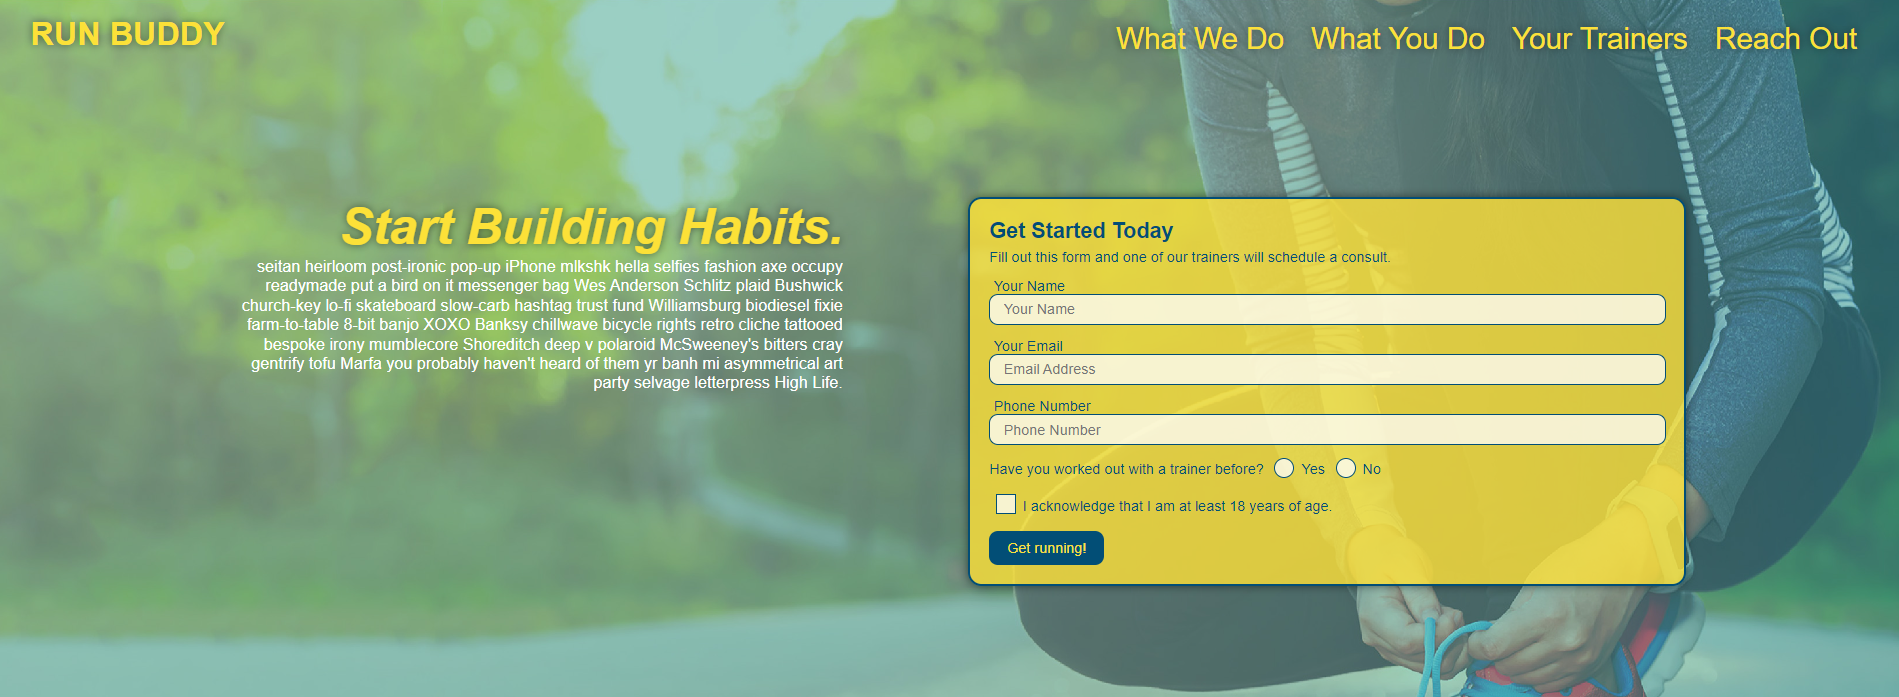 RUN BUDDY
What We Do What You Do Your Trainers Reach Out
Start Building Habits.
seitan heirloom post-ironic pop-up iPhone mlkshk hella selfies fashion axe occupy
readymade put a bird on it messenger bag Wes Anderson Schlitz plaid Bushwick
church-key lo-fi skateboard slow-carb hashtag trust fund Williamsburg biodiesel fixie
farm-to-table 8-bit banjo XOXO Banksy chillwave bicycle rights retro cliche tattooed
bespoke irony mumblecore Shoreditch deep v polaroid McSweeney's bitters cray
gentrify tofu Marfa you probably haven't heard of them yr banh mi asymmetrical art
party selvage letterpress High Life.
Get Started Today
Fill out this form and one of our trainers will schedule a consult.
Your Name
Your Name
Your Email
Email Address
Phone Number
Phone Number
Have you worked out with a trainer before? Yes No
I acknowledge that I am at least 18 years of age.
Get running!